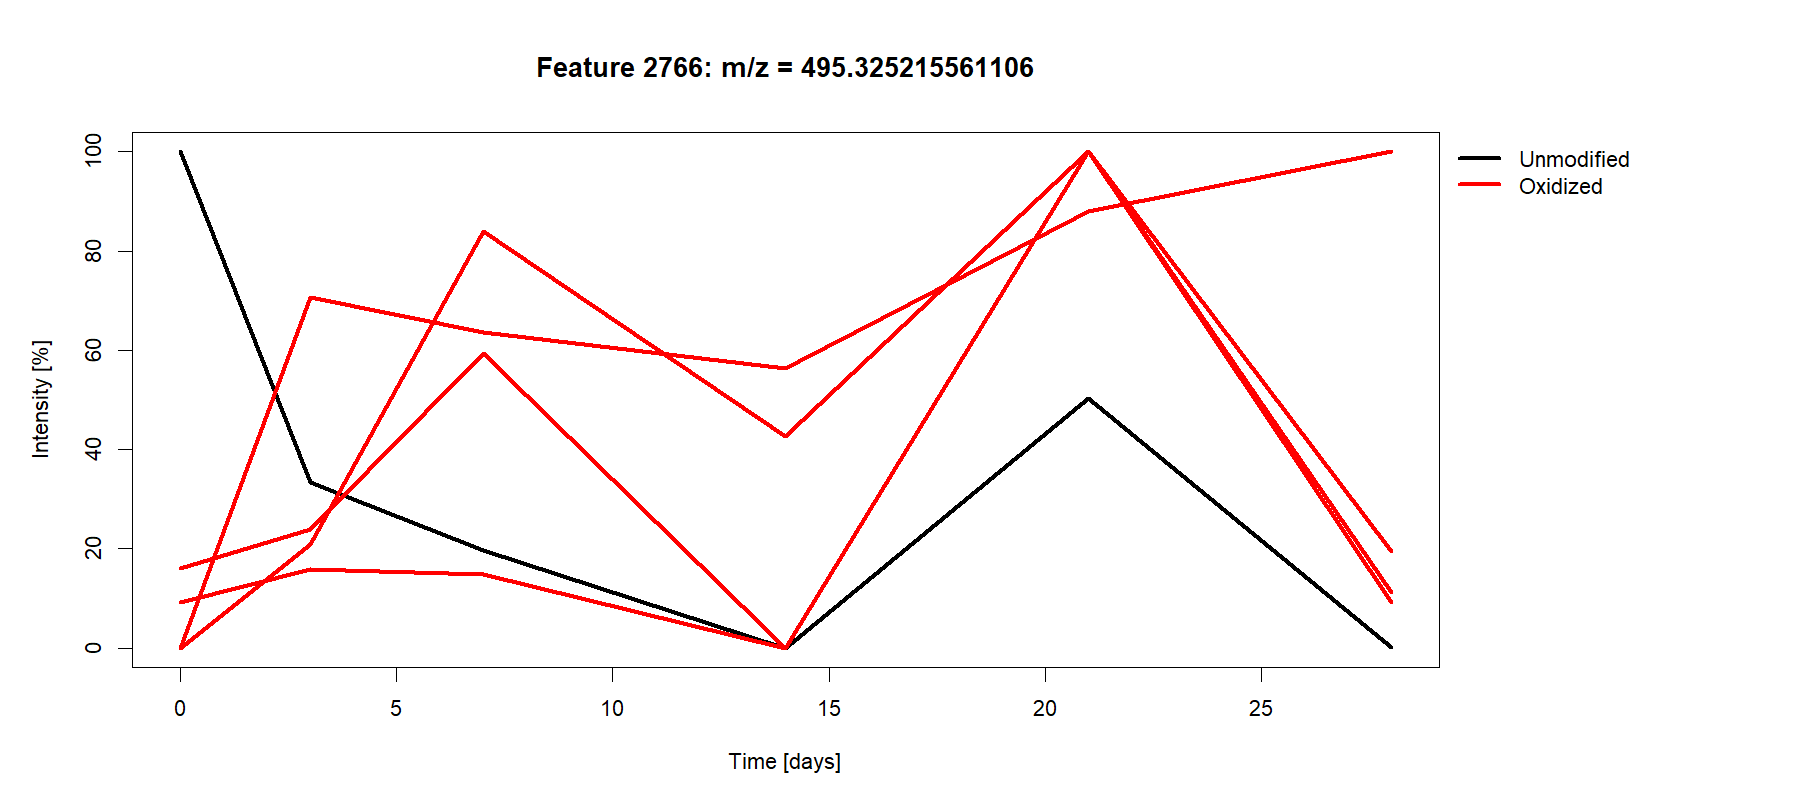 Feature 2766: m/z = 495.325215561106
Unmodified
Oxidized
100
80
60
40
20
0
Intensity [%]
0 5 10 15 20 25
Time [days]